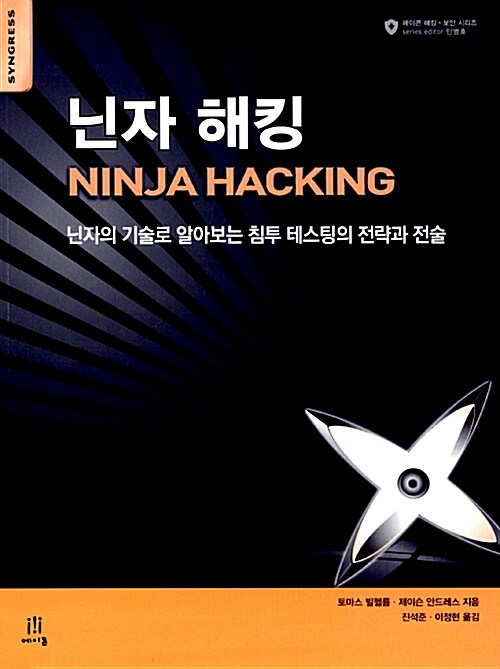 SYNGRESS
에이콘 해킹 · 보안 시리즈
series editor 민병호
닌자 해킹
NINJA HACKING
닌자의 기술로 알아보는 침투 테스팅의 전략과 전술
토마스 빌헬름 · 제이슨 안드레스 지음
진석준 · 이정현 옮김
에이콘